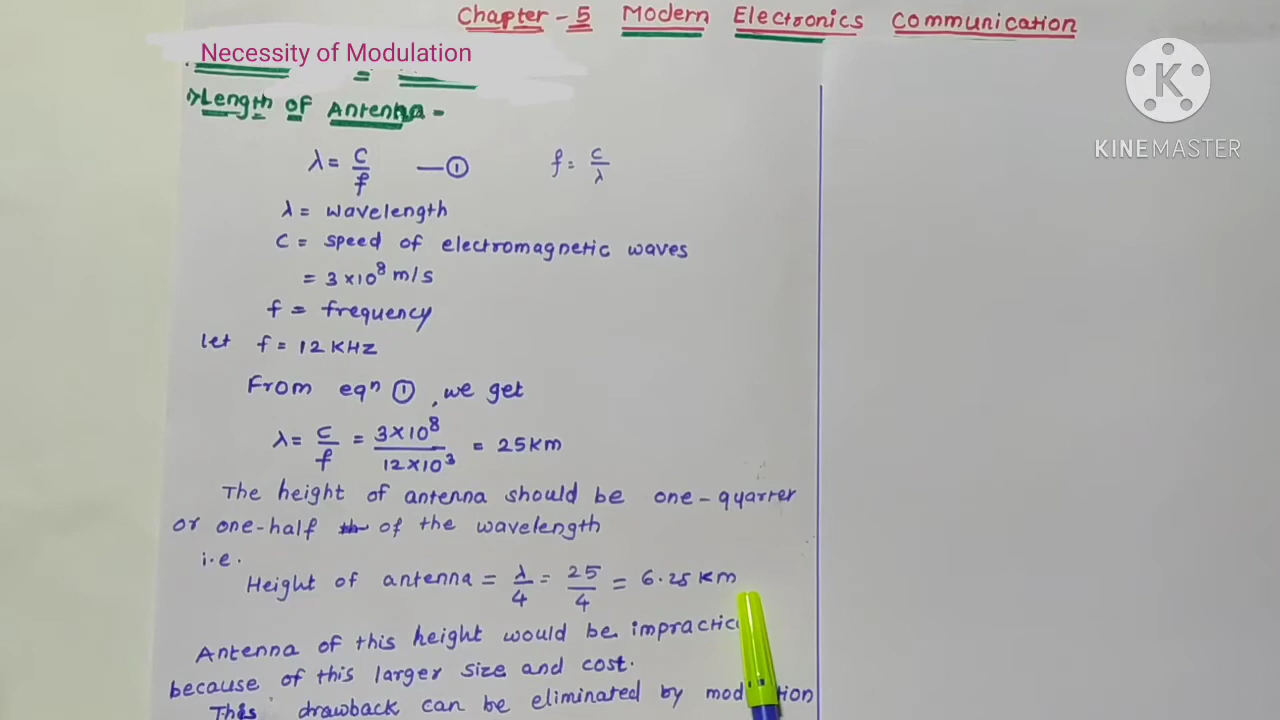 Chapter - 5 Modern Electronics Communication
Necessity of Modulation
K
KINEMASTER
1) Length of Antenna -
λ = C/f — ① f = C/λ
λ = wavelength
C = speed of electromagnetic waves
= 3×10⁸ m/s
f = frequency
let f = 12 KHz
From eqⁿ ①, we get
λ = C/f = 3×10⁸/12×10³ = 25 Km
The height of antenna should be one-quarter
or one-half of the wavelength
i.e.
Height of antenna = λ/4 = 25/4 = 6.25 Km
Antenna of this height would be
because of this larger size and cost.
This drawback can be eliminated by